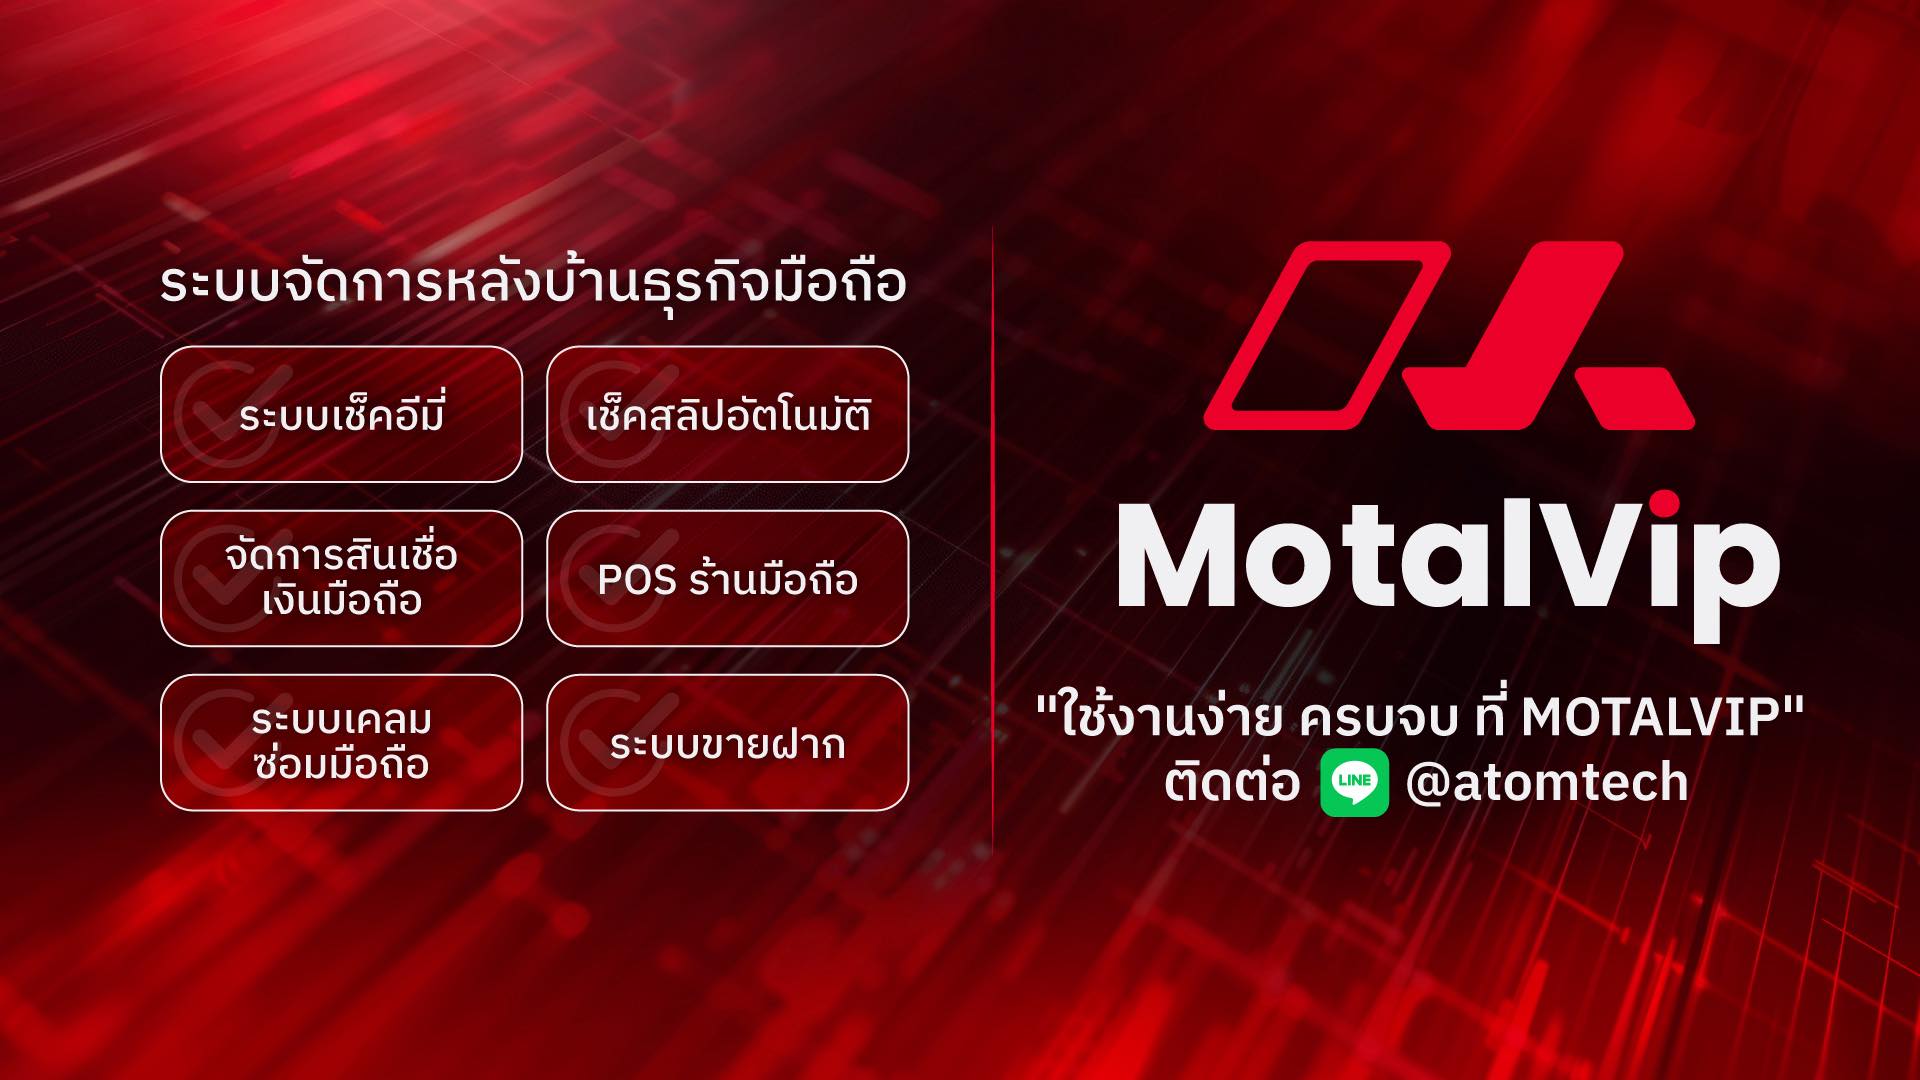 ระบบจัดการหลังบ้านธุรกิจมือถือ
ระบบเช็คอีมี่
เช็คสลิปอัตโนมัติ
จัดการสินเชื่อ
เงินมือถือ
POS ร้านมือถือ
ระบบเคลม
ซ่อมมือถือ
ระบบขายฝาก
MotalVip
"ใช้งานง่าย ครบจบ ที่ MOTALVIP"
ติดต่อ LINE @atomtech